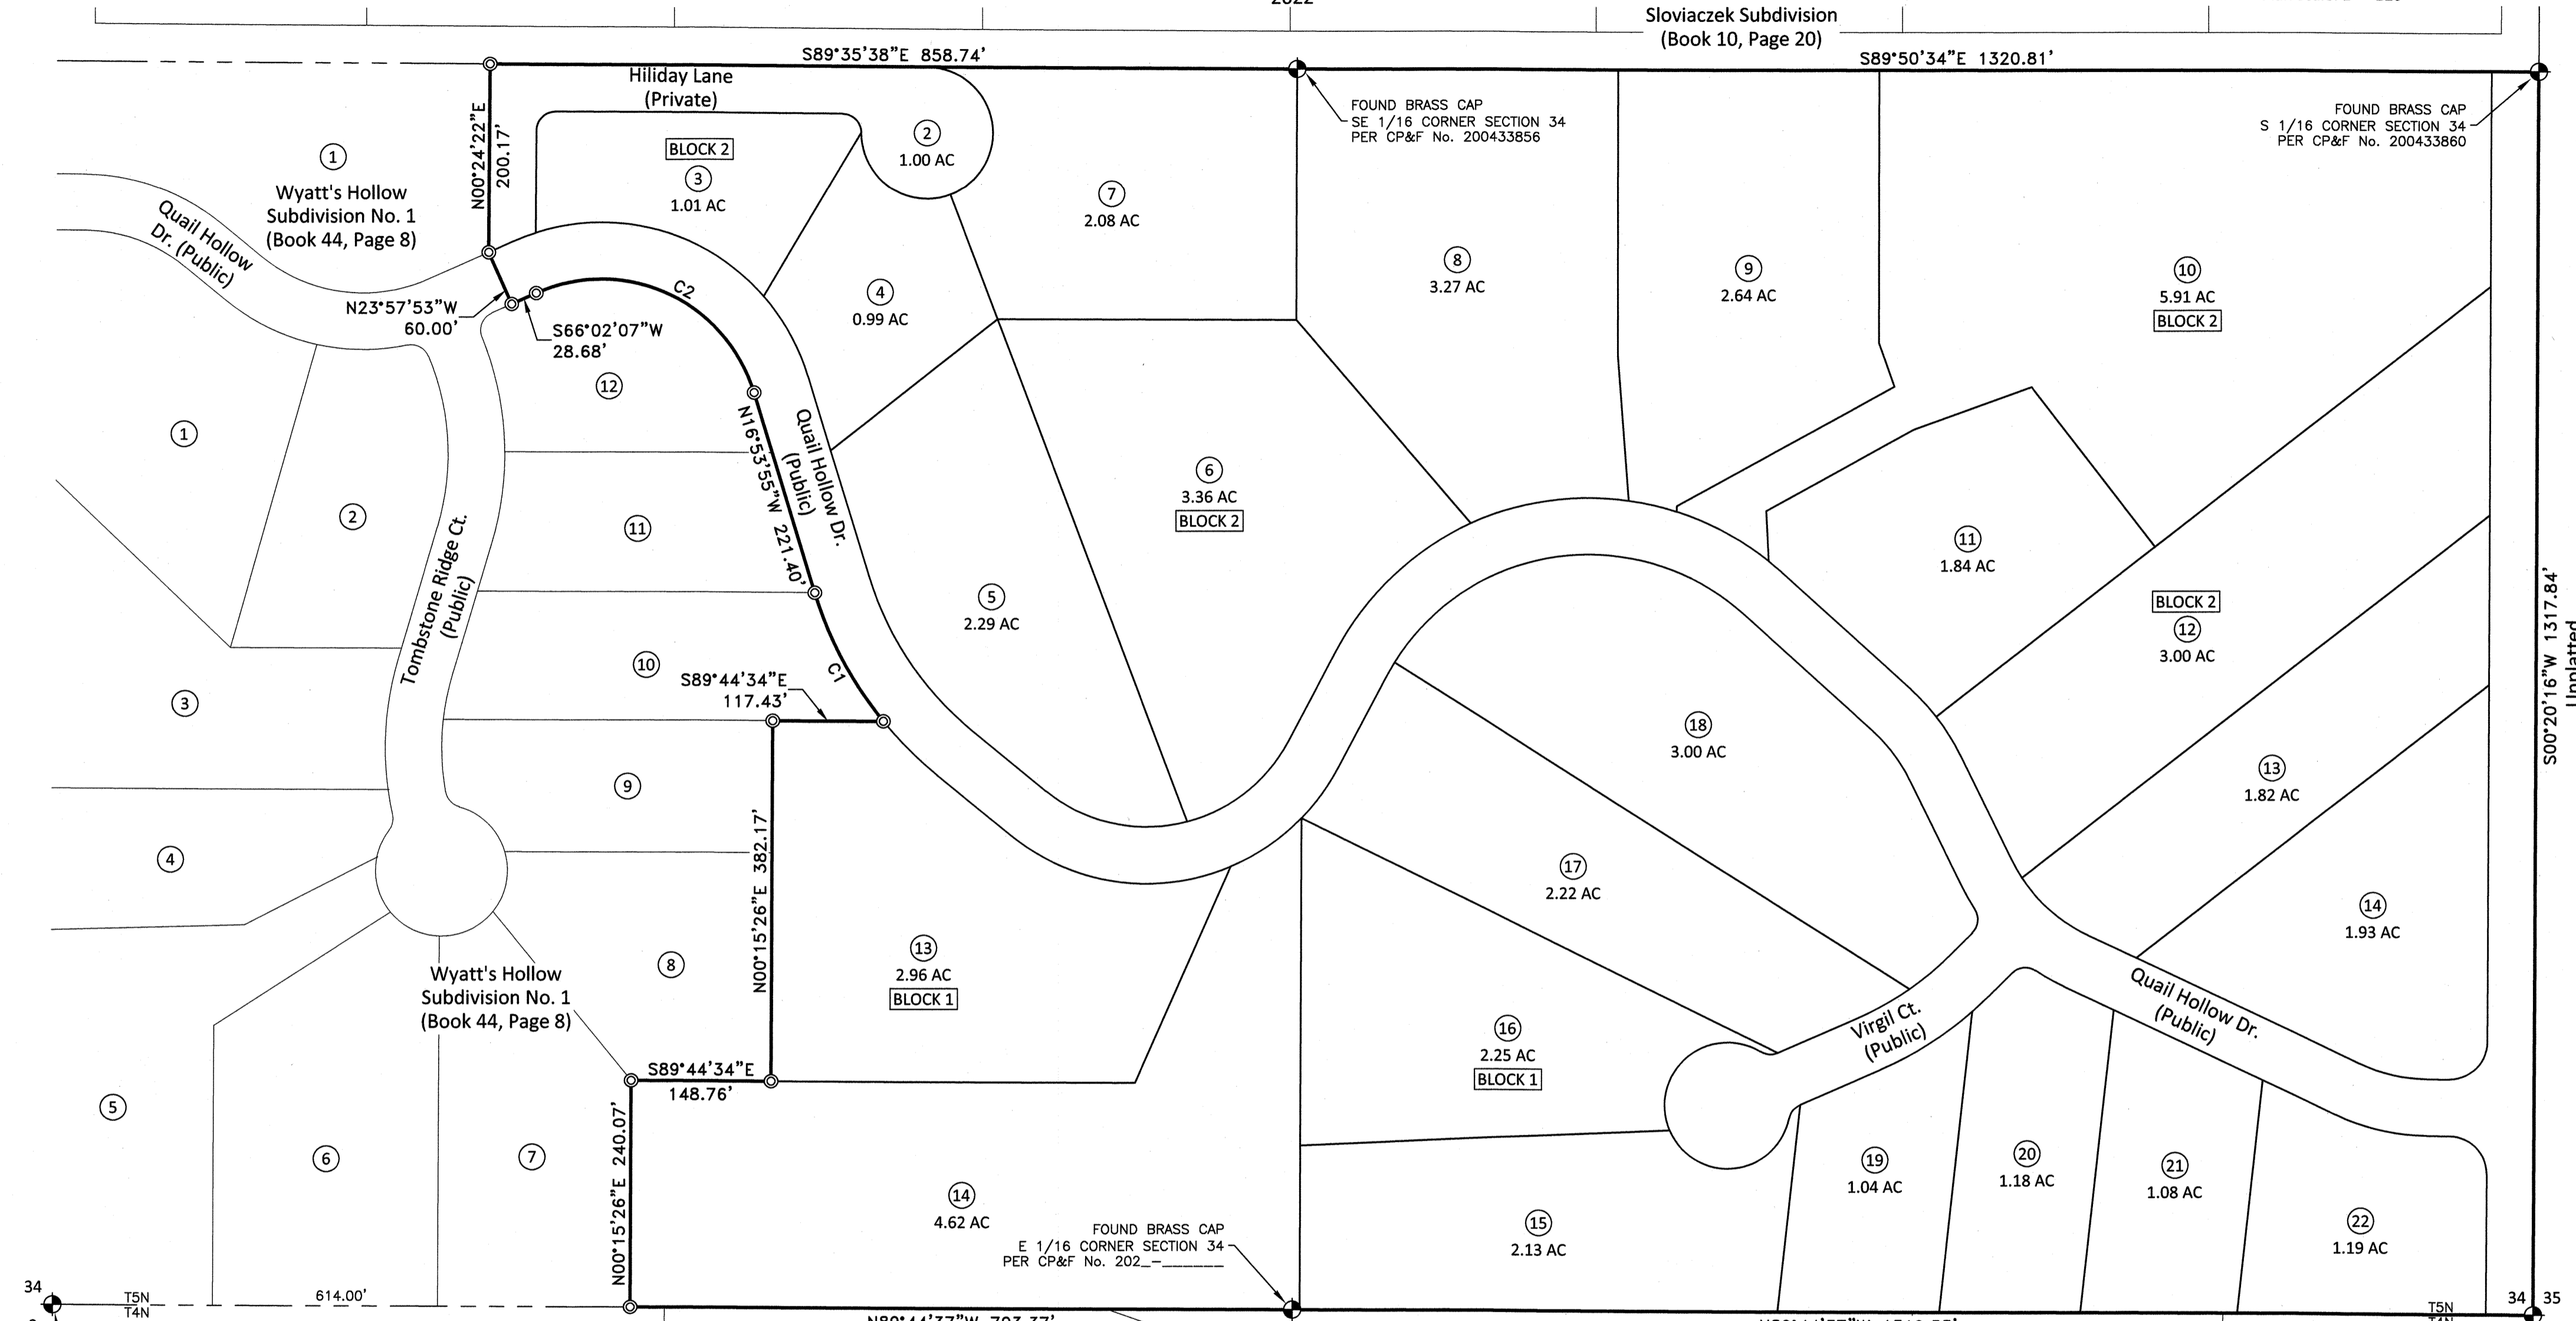 Sloviaczek Subdivision
(Book 10, Page 20)
S89°35'38"E 858.74'
S89°50'34"E 1320.81'
Hiliday Lane
(Private)
N00°24'22"E
200.17'
FOUND BRASS CAP
SE 1/16 CORNER SECTION 34
PER CP&F No. 200433856
FOUND BRASS CAP
S 1/16 CORNER SECTION 34
PER CP&F No. 200433860
1
Wyatt's Hollow
Subdivision No. 1
(Book 44, Page 8)
Quail Hollow
Dr. (Public)
BLOCK 2
3
1.01 AC
2
1.00 AC
7
2.08 AC
8
3.27 AC
9
2.64 AC
10
5.91 AC
BLOCK 2
N23°57'53"W
60.00'
S66°02'07"W
28.68'
C2
4
0.99 AC
12
1
2
N16°53'55"W 221.40'
Quail Hollow Dr.
(Public)
6
3.36 AC
BLOCK 2
11
11
1.84 AC
5
2.29 AC
BLOCK 2
12
3.00 AC
S00°20'16"W 1317.84'
Unplatted
Tombstone Ridge Ct.
(Public)
10
C1
S89°44'34"E
117.43'
3
18
3.00 AC
13
1.82 AC
9
4
N00°15'26"E 382.17'
17
2.22 AC
14
1.93 AC
13
2.96 AC
BLOCK 1
8
Wyatt's Hollow
Subdivision No. 1
(Book 44, Page 8)
16
2.25 AC
BLOCK 1
Virgil Ct.
(Public)
Quail Hollow Dr.
(Public)
S89°44'34"E
148.76'
5
6
7
N00°15'26"E 240.07'
14
4.62 AC
FOUND BRASS CAP
E 1/16 CORNER SECTION 34
PER CP&F No. 202_-______
15
2.13 AC
19
1.04 AC
20
1.18 AC
21
1.08 AC
22
1.19 AC
34
T5N
T4N
614.00'
T5N
34 35